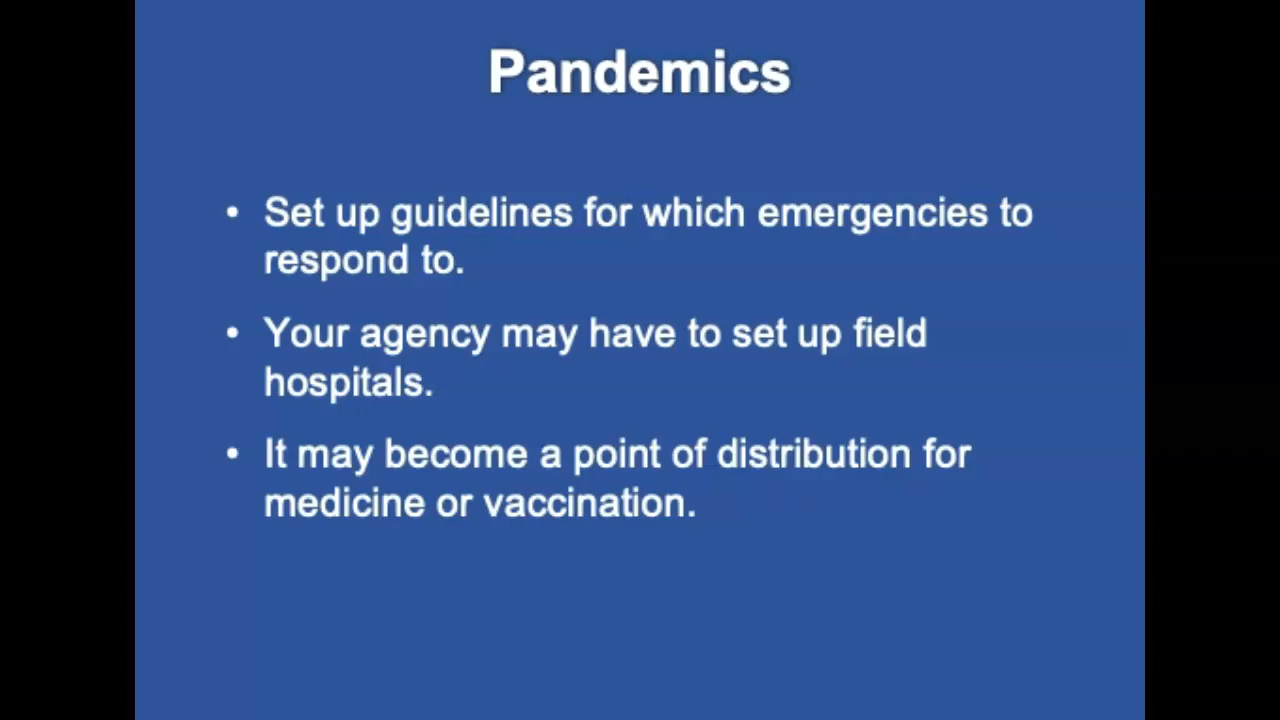 Pandemics
• Set up guidelines for which emergencies to
respond to.
• Your agency may have to set up field
hospitals.
• It may become a point of distribution for
medicine or vaccination.